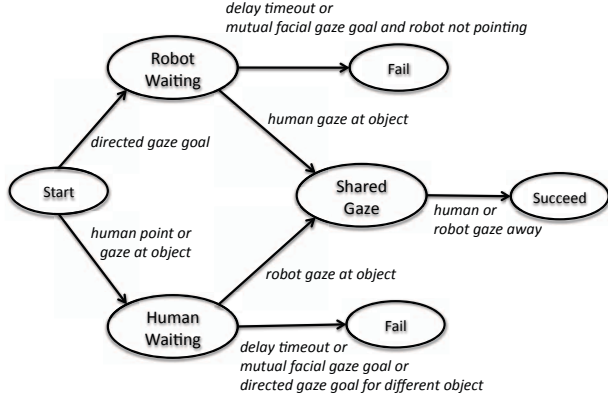 delay timeout or
mutual facial gaze goal and robot not pointing
Robot
Waiting
Fail
human gaze at object
directed gaze goal
Start
Shared
Gaze
Succeed
human or
robot gaze away
human point or
gaze at object
robot gaze at object
Human
Waiting
Fail
delay timeout or
mutual facial gaze goal or
directed gaze goal for different object